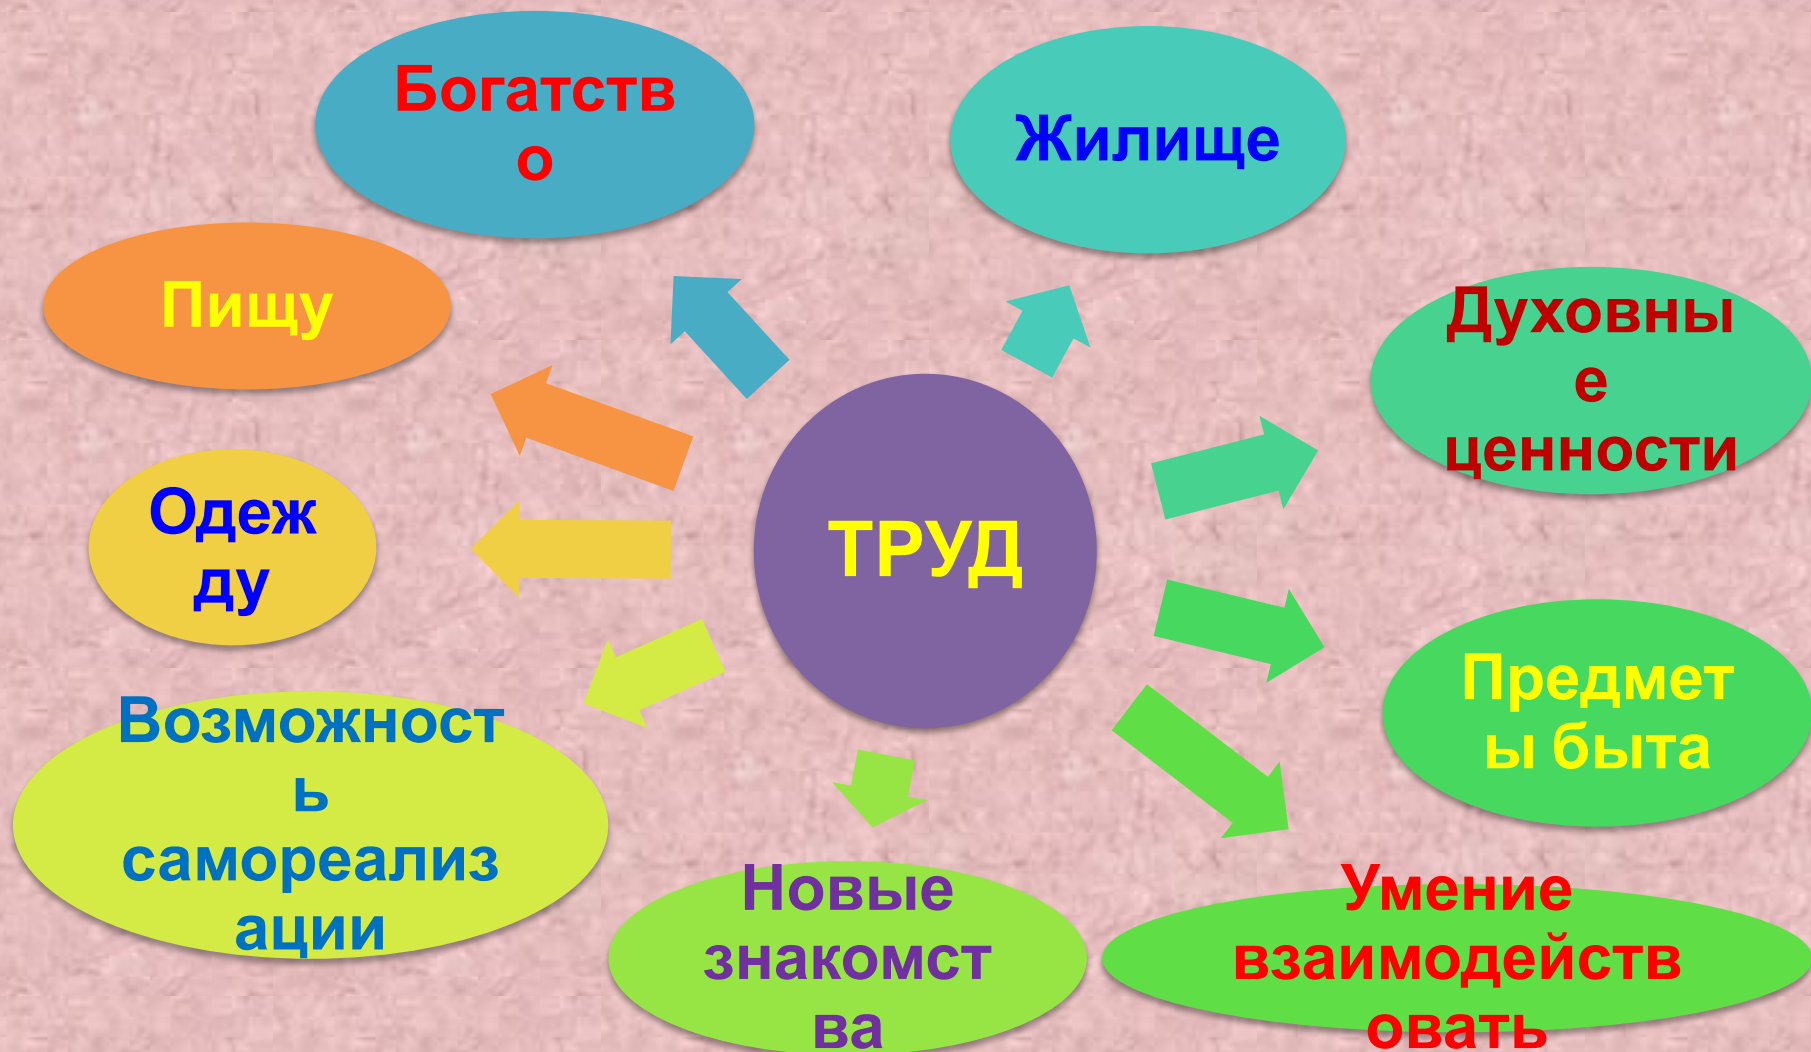 Богатств
о
Жилище
Пищу
Духовны
е
ценности
Одеж
ду
ТРУД
Предмет
ы быта
Возможност
ь
самореализ
ации
Новые
знакомст
ва
Умение
взаимодейств
овать